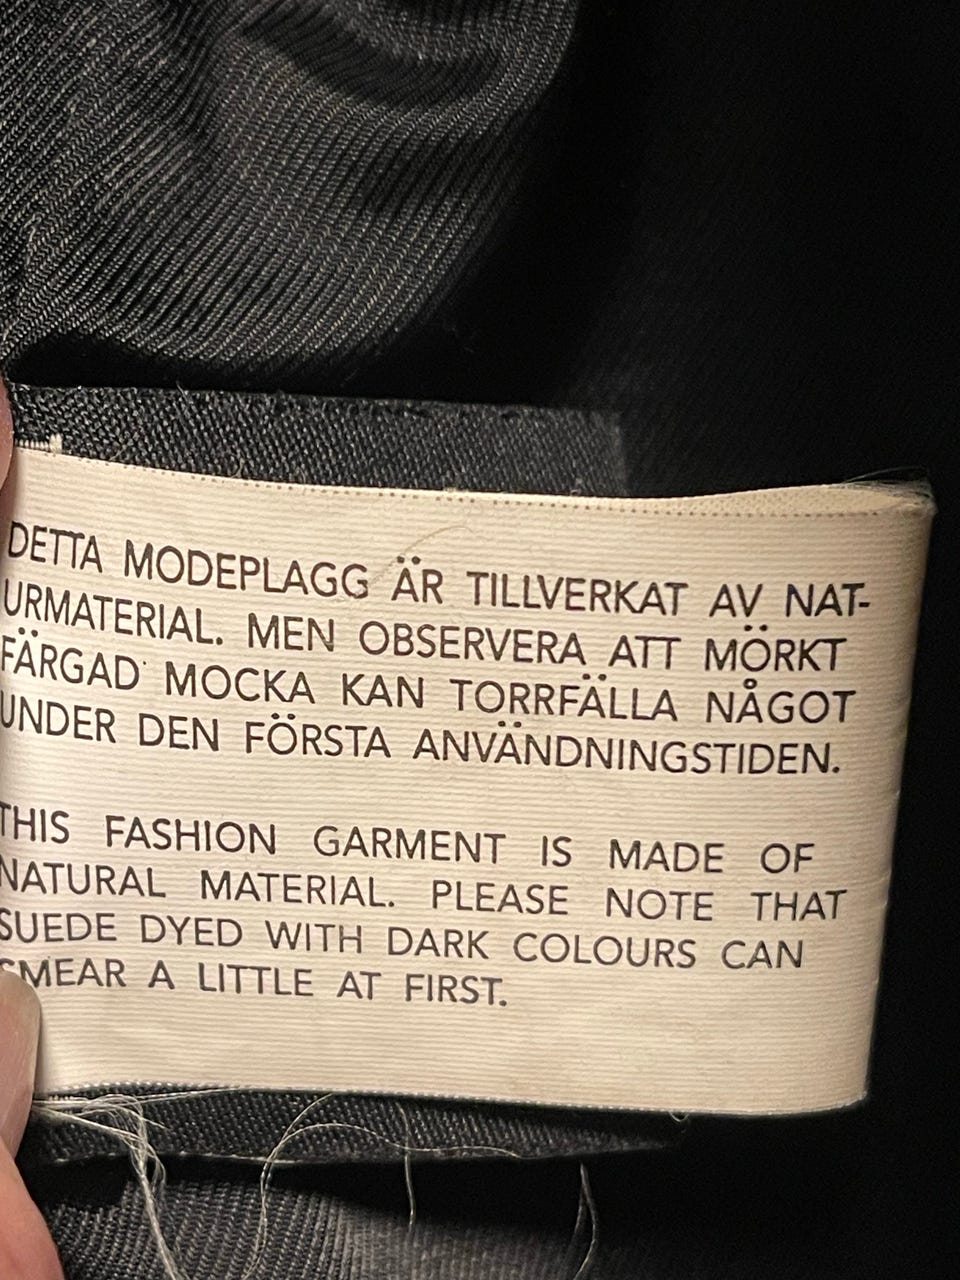 DETTA MODEPLAGG ÄR TILLVERKAT AV NAT-
URMATERIAL. MEN OBSERVERA ATT MÖRKT
FÄRGAD MOCKA KAN TORRFÄLLA NÅGOT
UNDER DEN FÖRSTA ANVÄNDNINGSTIDEN.
THIS FASHION GARMENT IS MADE OF
NATURAL MATERIAL. PLEASE NOTE THAT
SUEDE DYED WITH DARK COLOURS CAN
SMEAR A LITTLE AT FIRST.